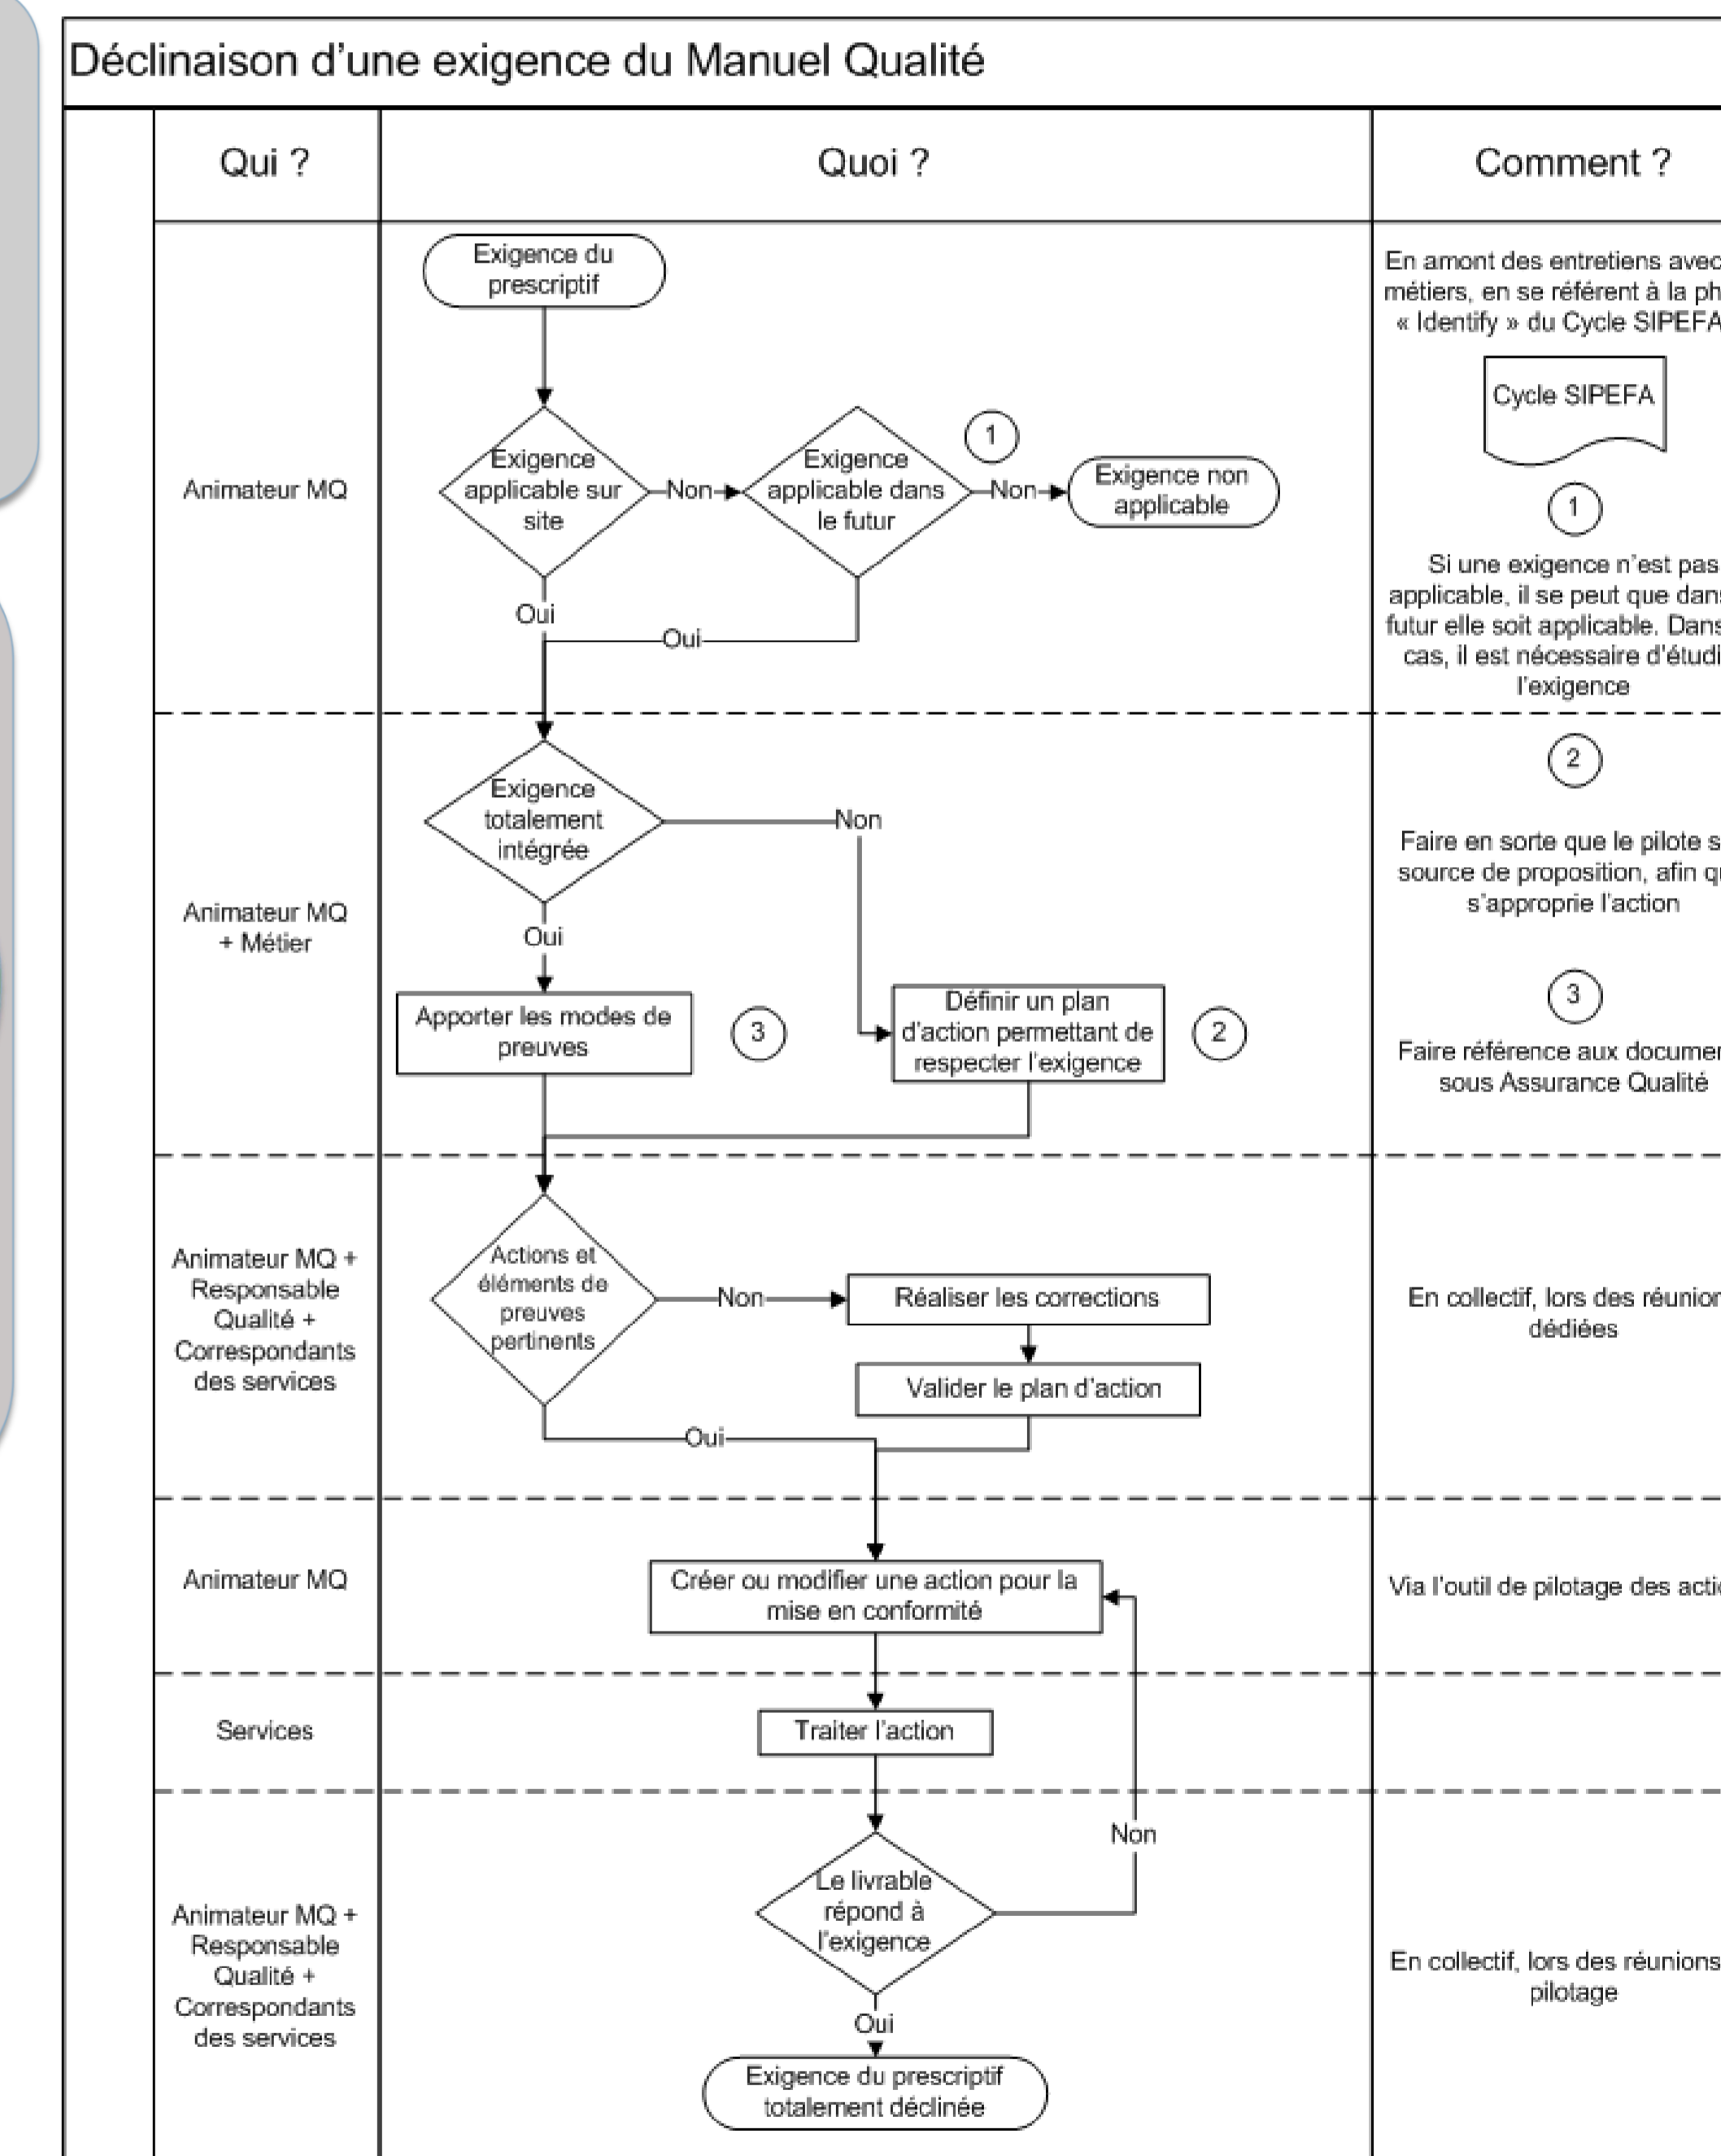 Déclinaison d'une exigence du Manuel Qualité
Qui ?
Quoi ?
Comment ?
Animateur MQ
Exigence du
prescriptif
Exigence
applicable sur
site
Non
Exigence
applicable dans
le futur
1
Non
Exigence non
applicable
Oui
Oui
En amont des entretiens avec
métiers, en se référent à la
« Identify » du Cycle SIPEFA
Cycle SIPEFA
1
Si une exigence n'est pas
applicable, il se peut que
futur elle soit applicable.
cas, il est nécessaire
l'exigence
Animateur MQ
+ Métier
Exigence
totalement
intégrée
Non
Oui
Apporter les modes de
preuves
3
Définir un plan
d'action permettant de
respecter l'exigence
2
2
Faire en sorte que le pilote
source de proposition, afin
s'approprie l'action
3
Faire référence aux
sous Assurance Qualité
Animateur MQ +
Responsable
Qualité +
Correspondants
des services
Actions et
éléments de
preuves
pertinents
Non
Réaliser les corrections
Valider le plan d'action
Oui
En collectif, lors des
dédiées
Animateur MQ
Créer ou modifier une action pour la
mise en conformité
Via l'outil de pilotage des
Services
Traiter l'action
Non
Animateur MQ +
Responsable
Qualité +
Correspondants
des services
Le livrable
répond à
l'exigence
Oui
Exigence du prescriptif
totalement déclinée
En collectif, lors des réunions
pilotage